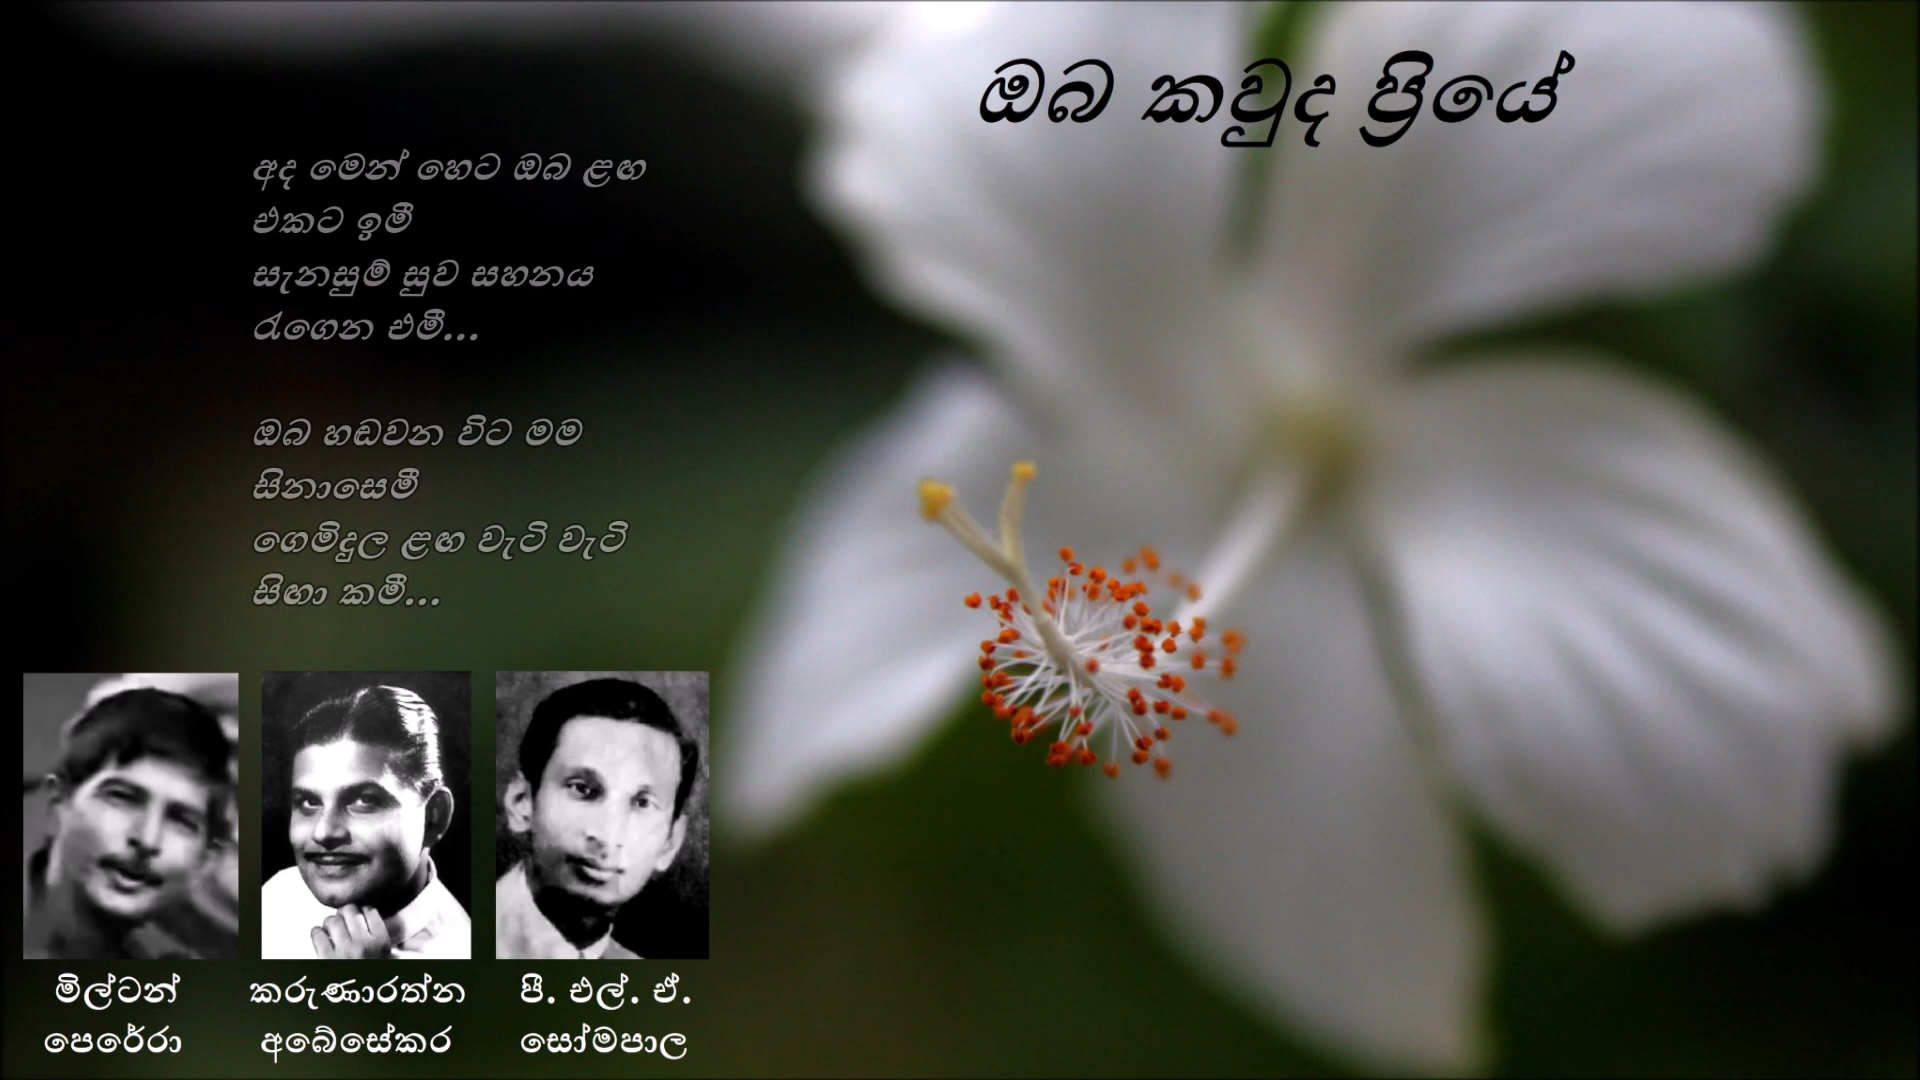 ඔබ කවුද ප්‍රියේ
අද මෙන් හෙට ඔබ ළඟ
එකට ඉමී
සැනසුම් සුව සහනය
රැගෙන එමී...
ඔබ හඬවන විට මම
සිනාසෙමී
ගෙමිදුල ළඟ වැටි වැටි
සිඟා කමී...
මිල්ටන්
පෙරේරා
කරුණාරත්න
අබේසේකර
පී. එල්. ඒ.
සෝමපාල